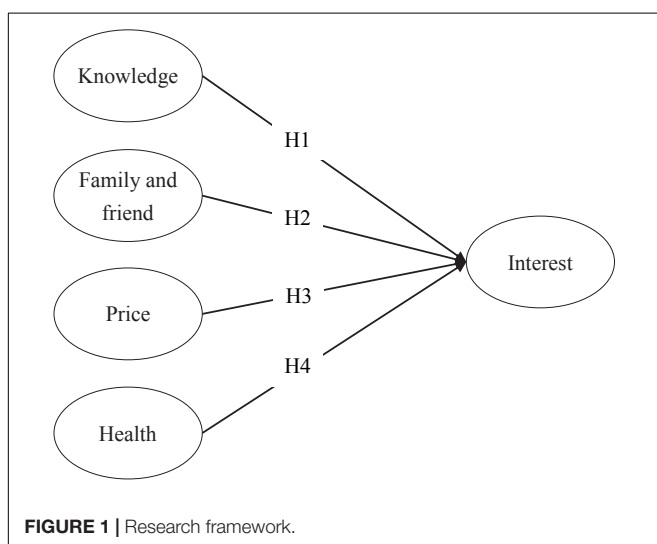 Knowledge
H1
Family and
friend
H2
Interest
Price
H3
H4
Health
FIGURE 1 | Research framework.